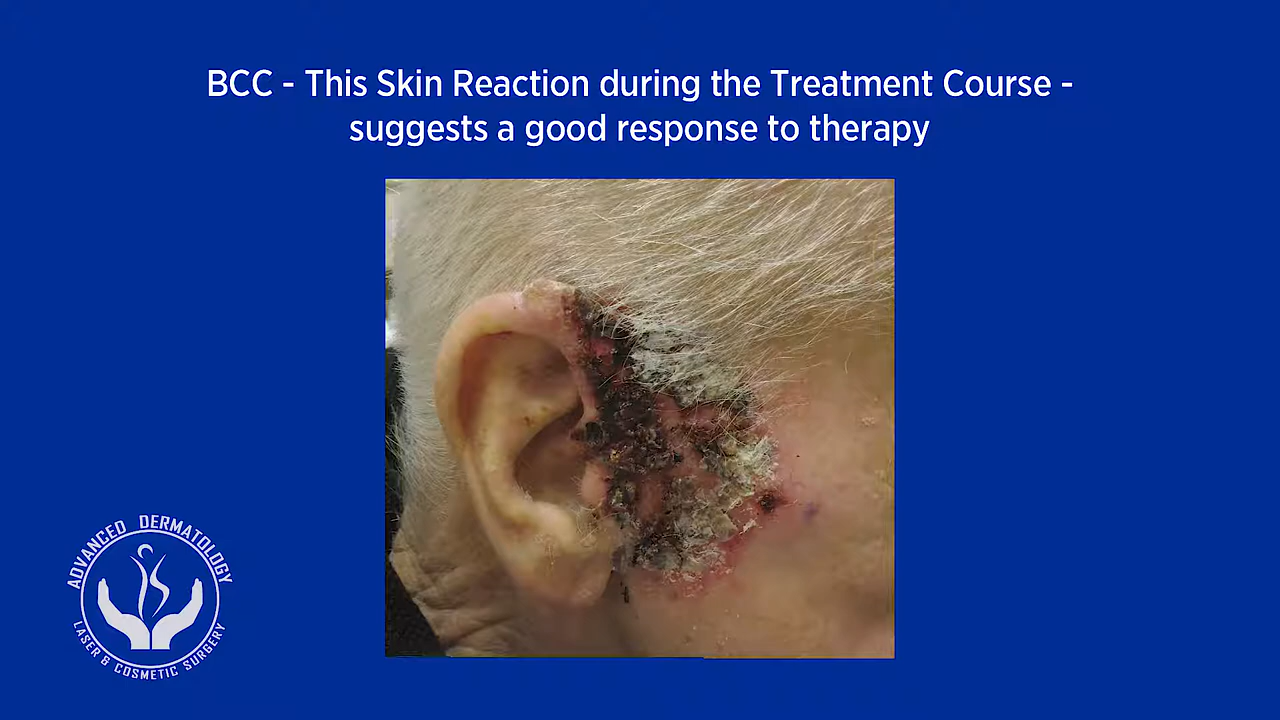 BCC - This Skin Reaction during the Treatment Course -
suggests a good response to therapy
ADVANCED DERMATOLOGY
LASER & COSMETIC SURGERY